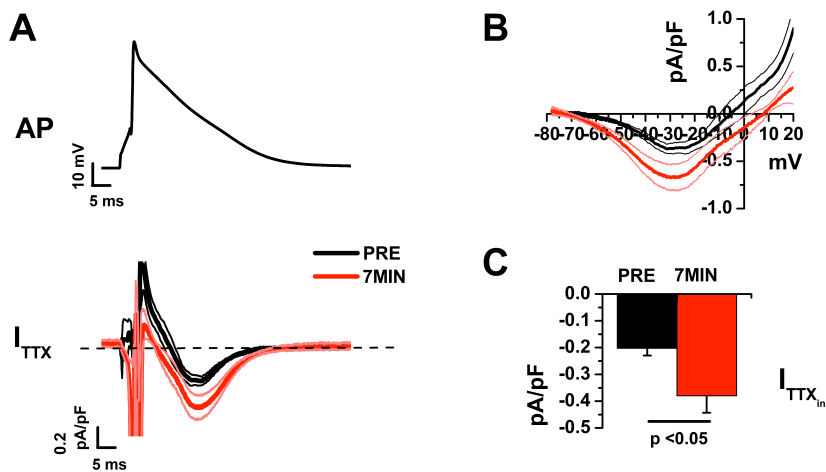 A
AP
10 mV
5 ms
PRE
7MIN
I TTX
0.2
pA/pF
5 ms
B
pA/pF
1.0
0.5
0.0
-80 -70 -60 -50 -40 -30 -20 -10 0 10 20
-0.5
mV
-1.0
C
PRE 7MIN
0.0
-0.1
-0.2
-0.3
-0.4
-0.5
pA/pF
I TTX in
p <0.05